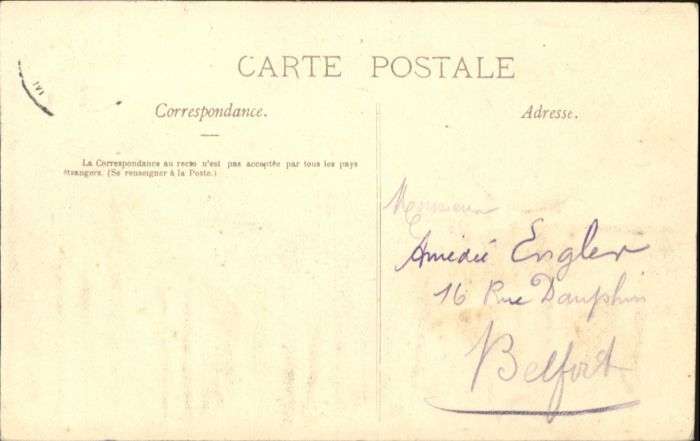 CARTE POSTALE
Correspondance.
Adresse.
La Correspondance au recto n'est pas acceptée par tous les pays
étrangers. (Se renseigner à la Poste.)
Monsieur
Amédée Engler
16 Rue Dauphin
Belfort